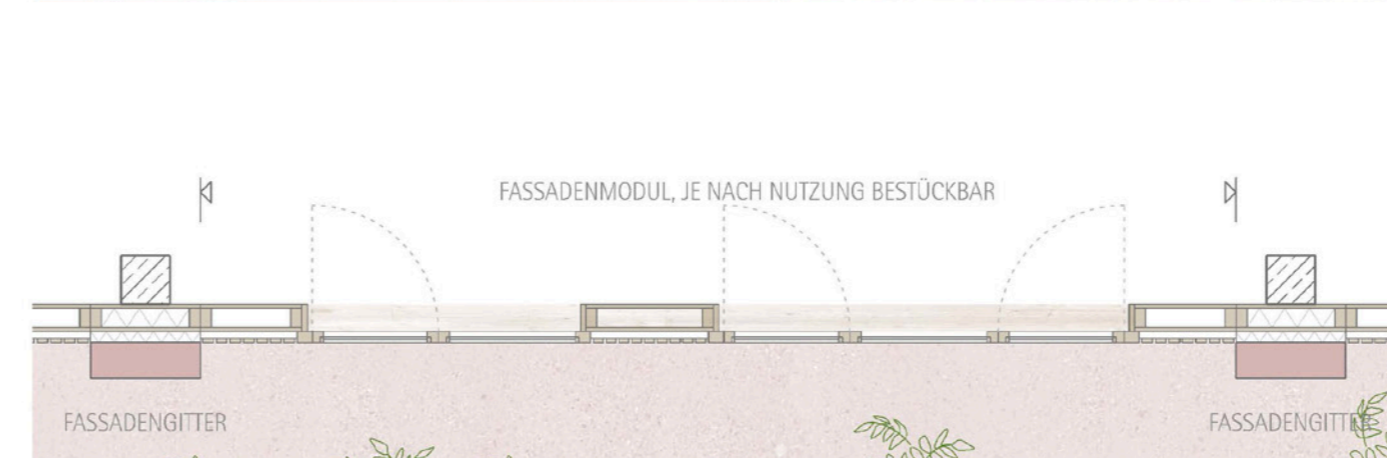 FASSADENMODUL, JE NACH NUTZUNG BESTÜCKBAR
FASSADENGITTER
FASSADENGITTER